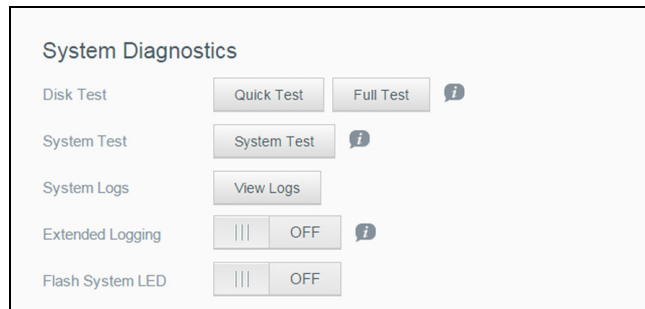 System Diagnostics
Disk Test Quick Test Full Test i
System Test System Test i
System Logs View Logs
Extended Logging OFF i
Flash System LED OFF